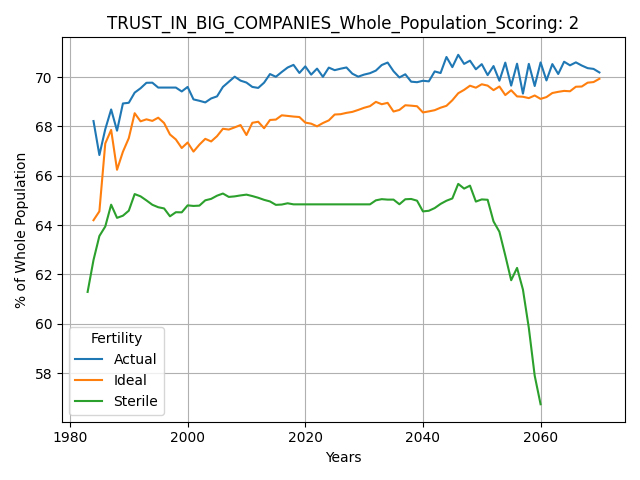 TRUST_IN_BIG_COMPANIES_Whole_Population_Scoring: 2
70
68
66
64
62
60
58
% of Whole Population
Fertility
Actual
Ideal
Sterile
1980 2000 2020 2040 2060
Years